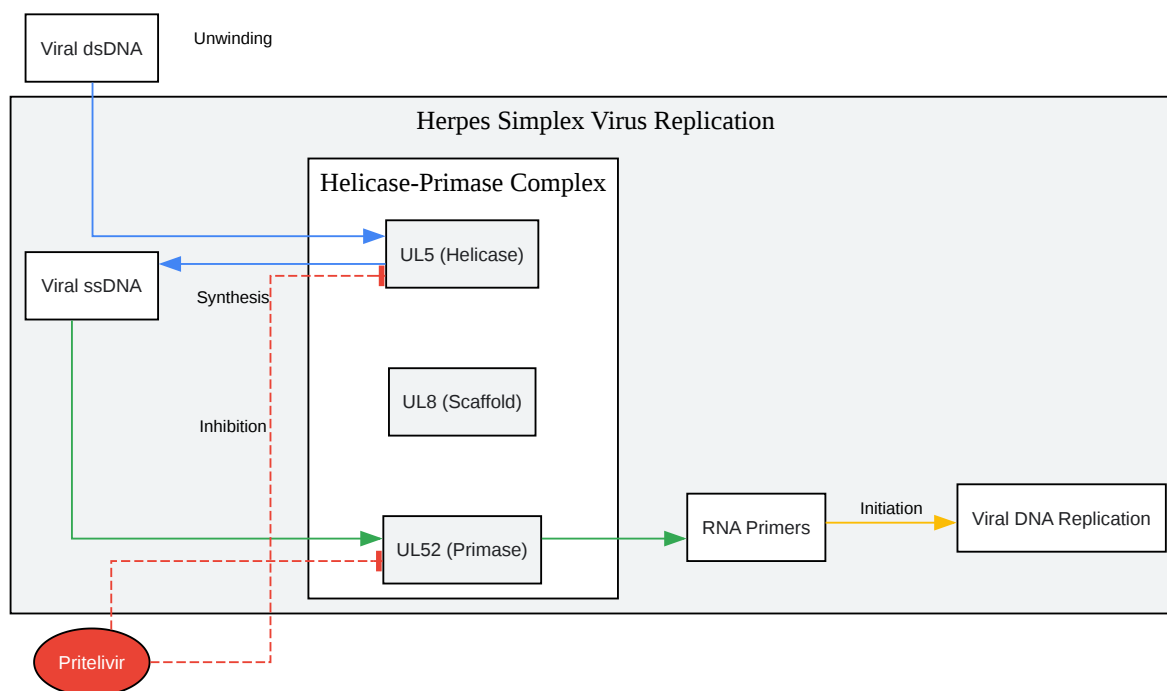 Viral dsDNA
Unwinding
Herpes Simplex Virus Replication
Helicase-Primase Complex
UL5 (Helicase)
Viral ssDNA
Synthesis
UL8 (Scaffold)
Inhibition
UL52 (Primase)
RNA Primers
Initiation
Viral DNA Replication
Pritelivir